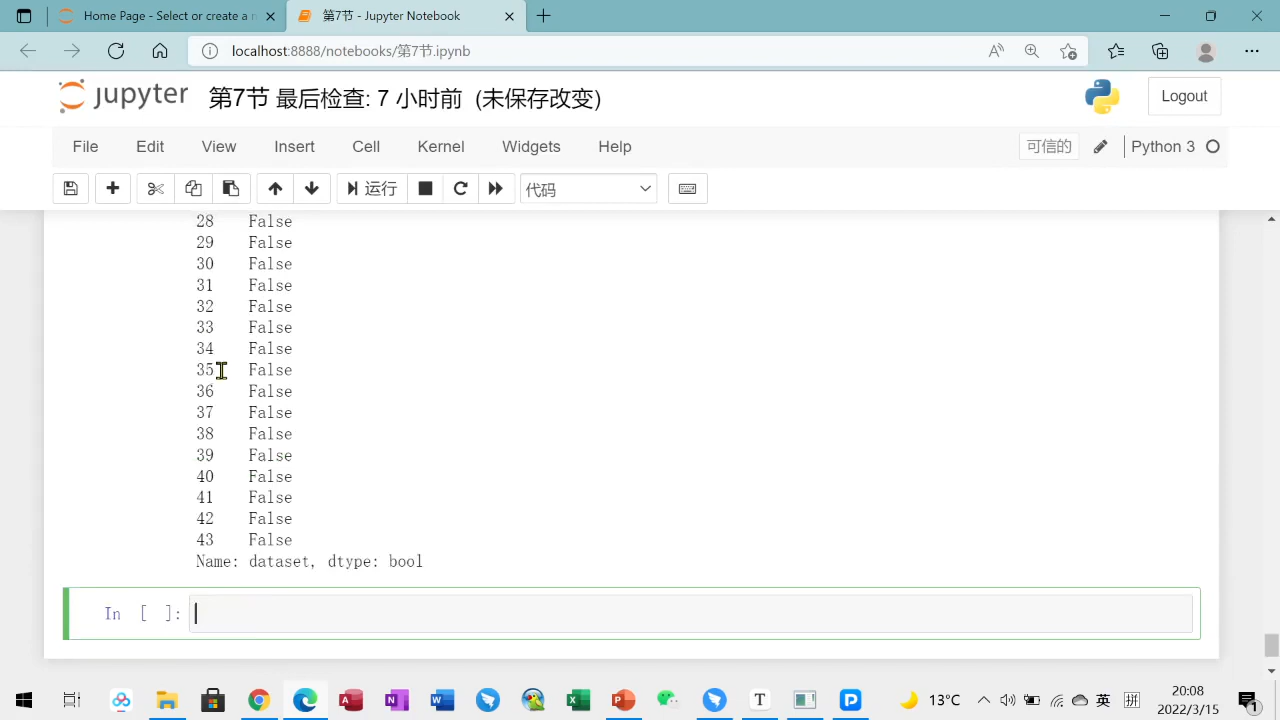 Home Page - Select or create a n
第7节
localhost:8888/notebooks/第7节.ipynb
jupyter 第7节 最后检查: 7 小时前 (未保存改变)
Logout
File Edit View Insert Cell Kernel Widgets Help
可信的
Python 3
运行
代码
28 False
29 False
30 False
31 False
32 False
33 False
34 False
35 False
36 False
37 False
38 False
39 False
40 False
41 False
42 False
43 False
Name: dataset, dtype: bool
In [ ]:
13°C
英
拼
20:08
2022/3/15